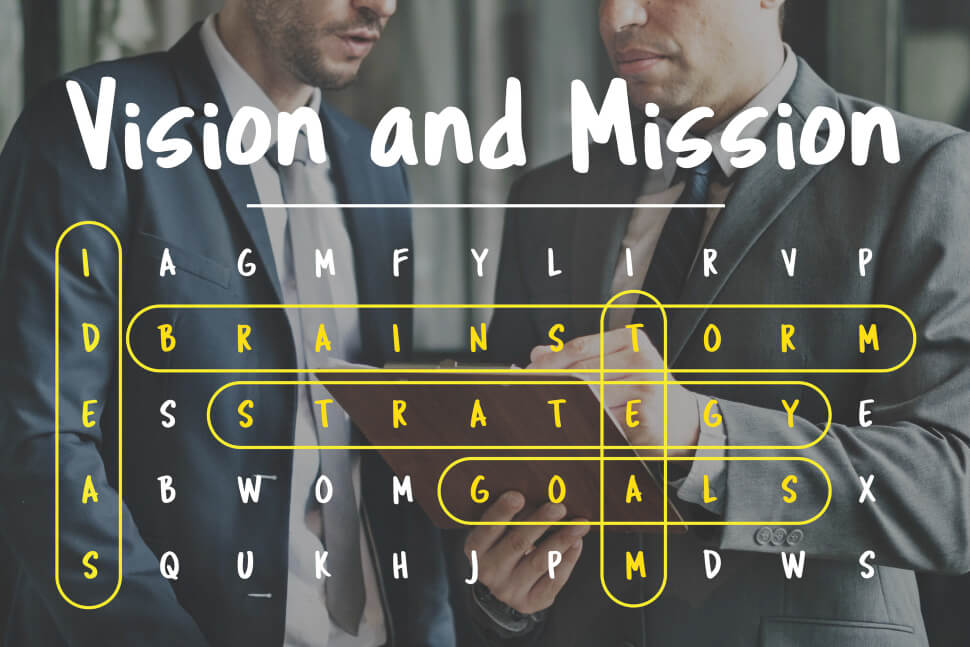 Vision and Mission
I A G M F Y L I R V P
D B R A I N S T O R M
E S S T R A T E G Y E
A B W O M G O A L S X
S Q U K H J P M D W S